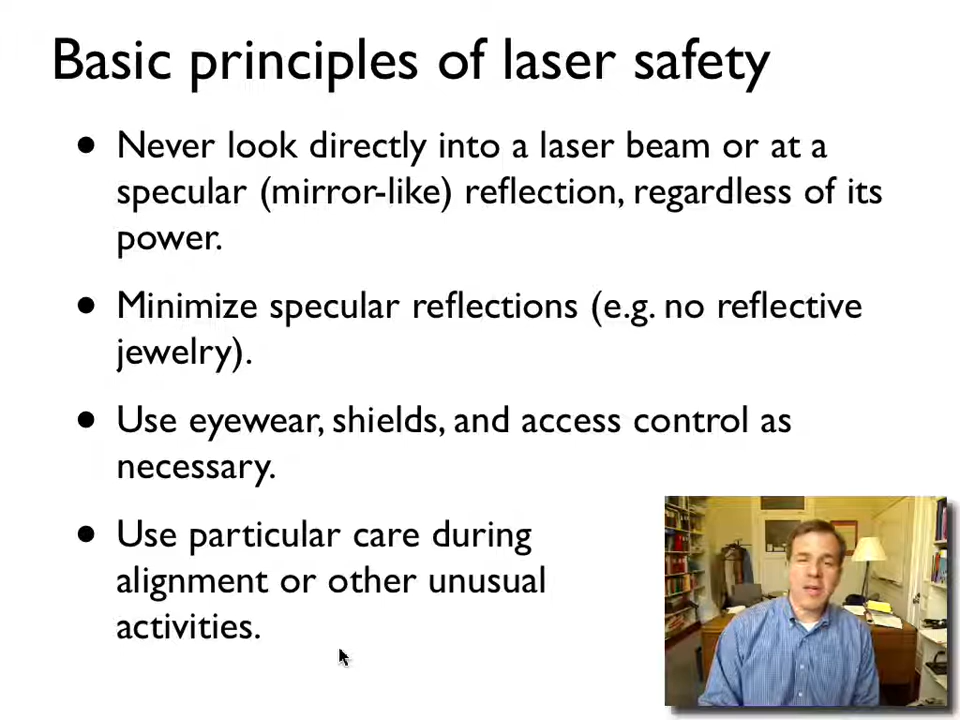 Basic principles of laser safety
• Never look directly into a laser beam or at a
specular (mirror-like) reflection, regardless of its
power.
• Minimize specular reflections (e.g. no reflective
jewelry).
• Use eyewear, shields, and access control as
necessary.
• Use particular care during
alignment or other unusual
activities.